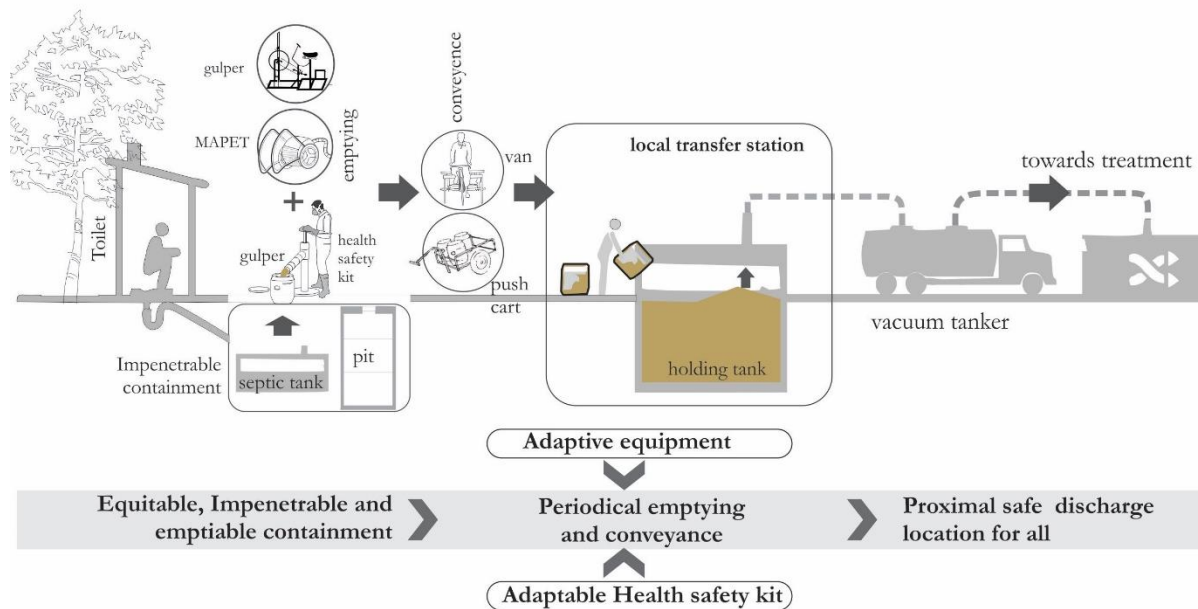 gulper
MAPET
emptying
conveyence
van
push
cart
local transfer station
towards treatment
Toilet
gulper
health
safety
kit
Impenetrable
containment
septic tank
pit
holding tank
vacuum tanker
Adaptive equipment
Equitable, Impenetrable and
emptiable containment
Periodical emptying
and conveyance
Proximal safe discharge
location for all
Adaptable Health safety kit